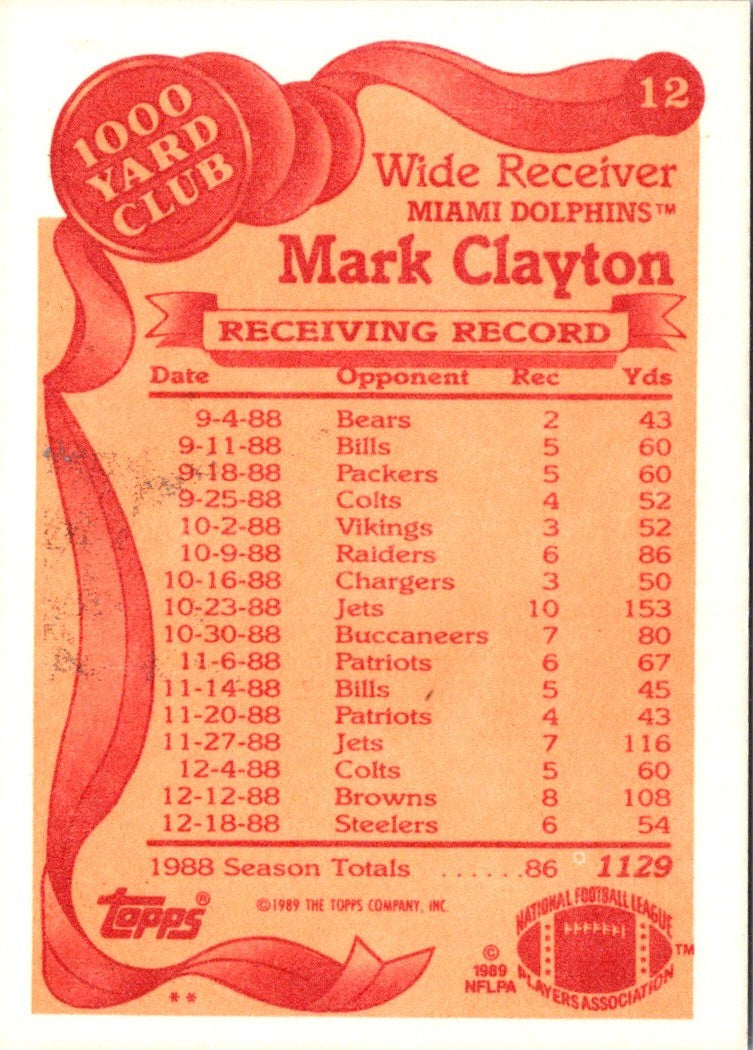 1000
YARD
CLUB
12
Wide Receiver
MIAMI DOLPHINS™
Mark Clayton
RECEIVING RECORD
Date Opponent Rec Yds
9-4-88 Bears 2 43
9-11-88 Bills 5 60
9-18-88 Packers 5 60
9-25-88 Colts 4 52
10-2-88 Vikings 3 52
10-9-88 Raiders 6 86
10-16-88 Chargers 3 50
10-23-88 Jets 10 153
10-30-88 Buccaneers 7 80
11-6-88 Patriots 6 67
11-14-88 Bills 5 45
11-20-88 Patriots 4 43
11-27-88 Jets 7 116
12-4-88 Colts 5 60
12-12-88 Browns 8 108
12-18-88 Steelers 6 54
1988 Season Totals ......86 1129
topps®
©1989 THE TOPPS COMPANY, INC.
©
1989
NFLPA
NATIONAL FOOTBALL LEAGUE
PLAYERS ASSOCIATION
™
**